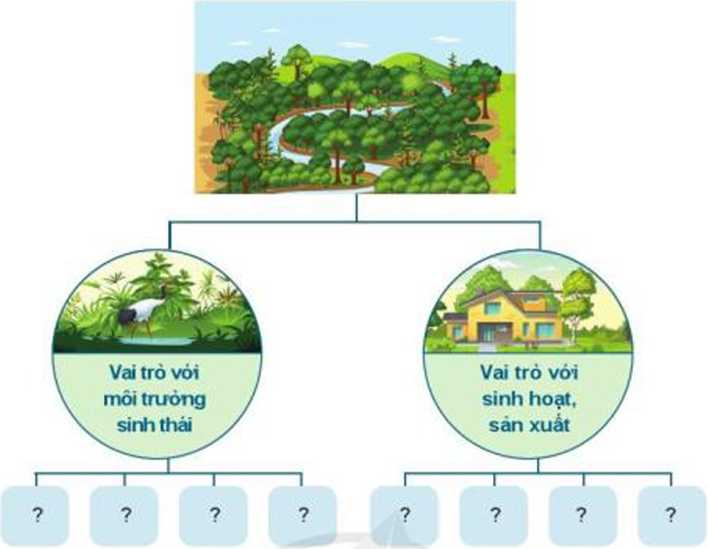 Vai trò với
môi trường
sinh thái
Vai trò với
sinh hoạt,
sản xuất
?
?
?
?
?
?
?
?